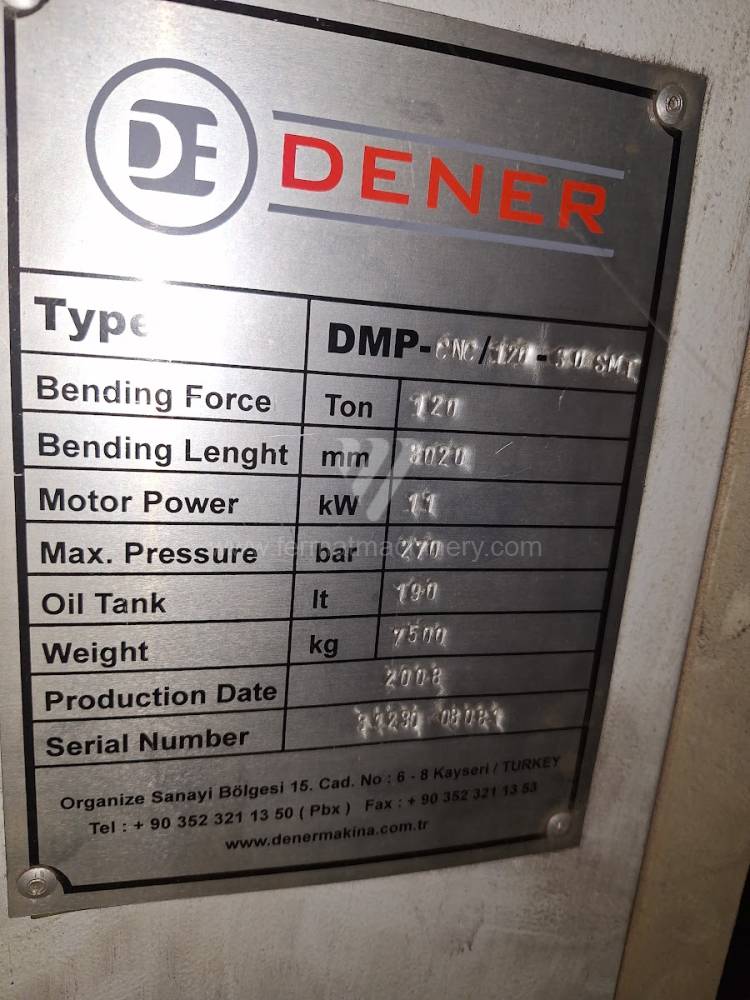 DE DENER
Type DMP-CNC/120-30 SMT
Bending Force Ton 120
Bending Lenght mm 3020
Motor Power kW 11
Max. Pressure bar 270
www.fermatmachinery.com
Oil Tank lt 190
Weight kg 7500
Production Date 2008
Serial Number
Organize Sanayi Bölgesi 15. Cad. No : 6 - 8 Kayseri / TURKEY
Tel : + 90 352 321 13 50 ( Pbx ) Fax : + 90 352 321 13 53
www.denermakina.com.tr